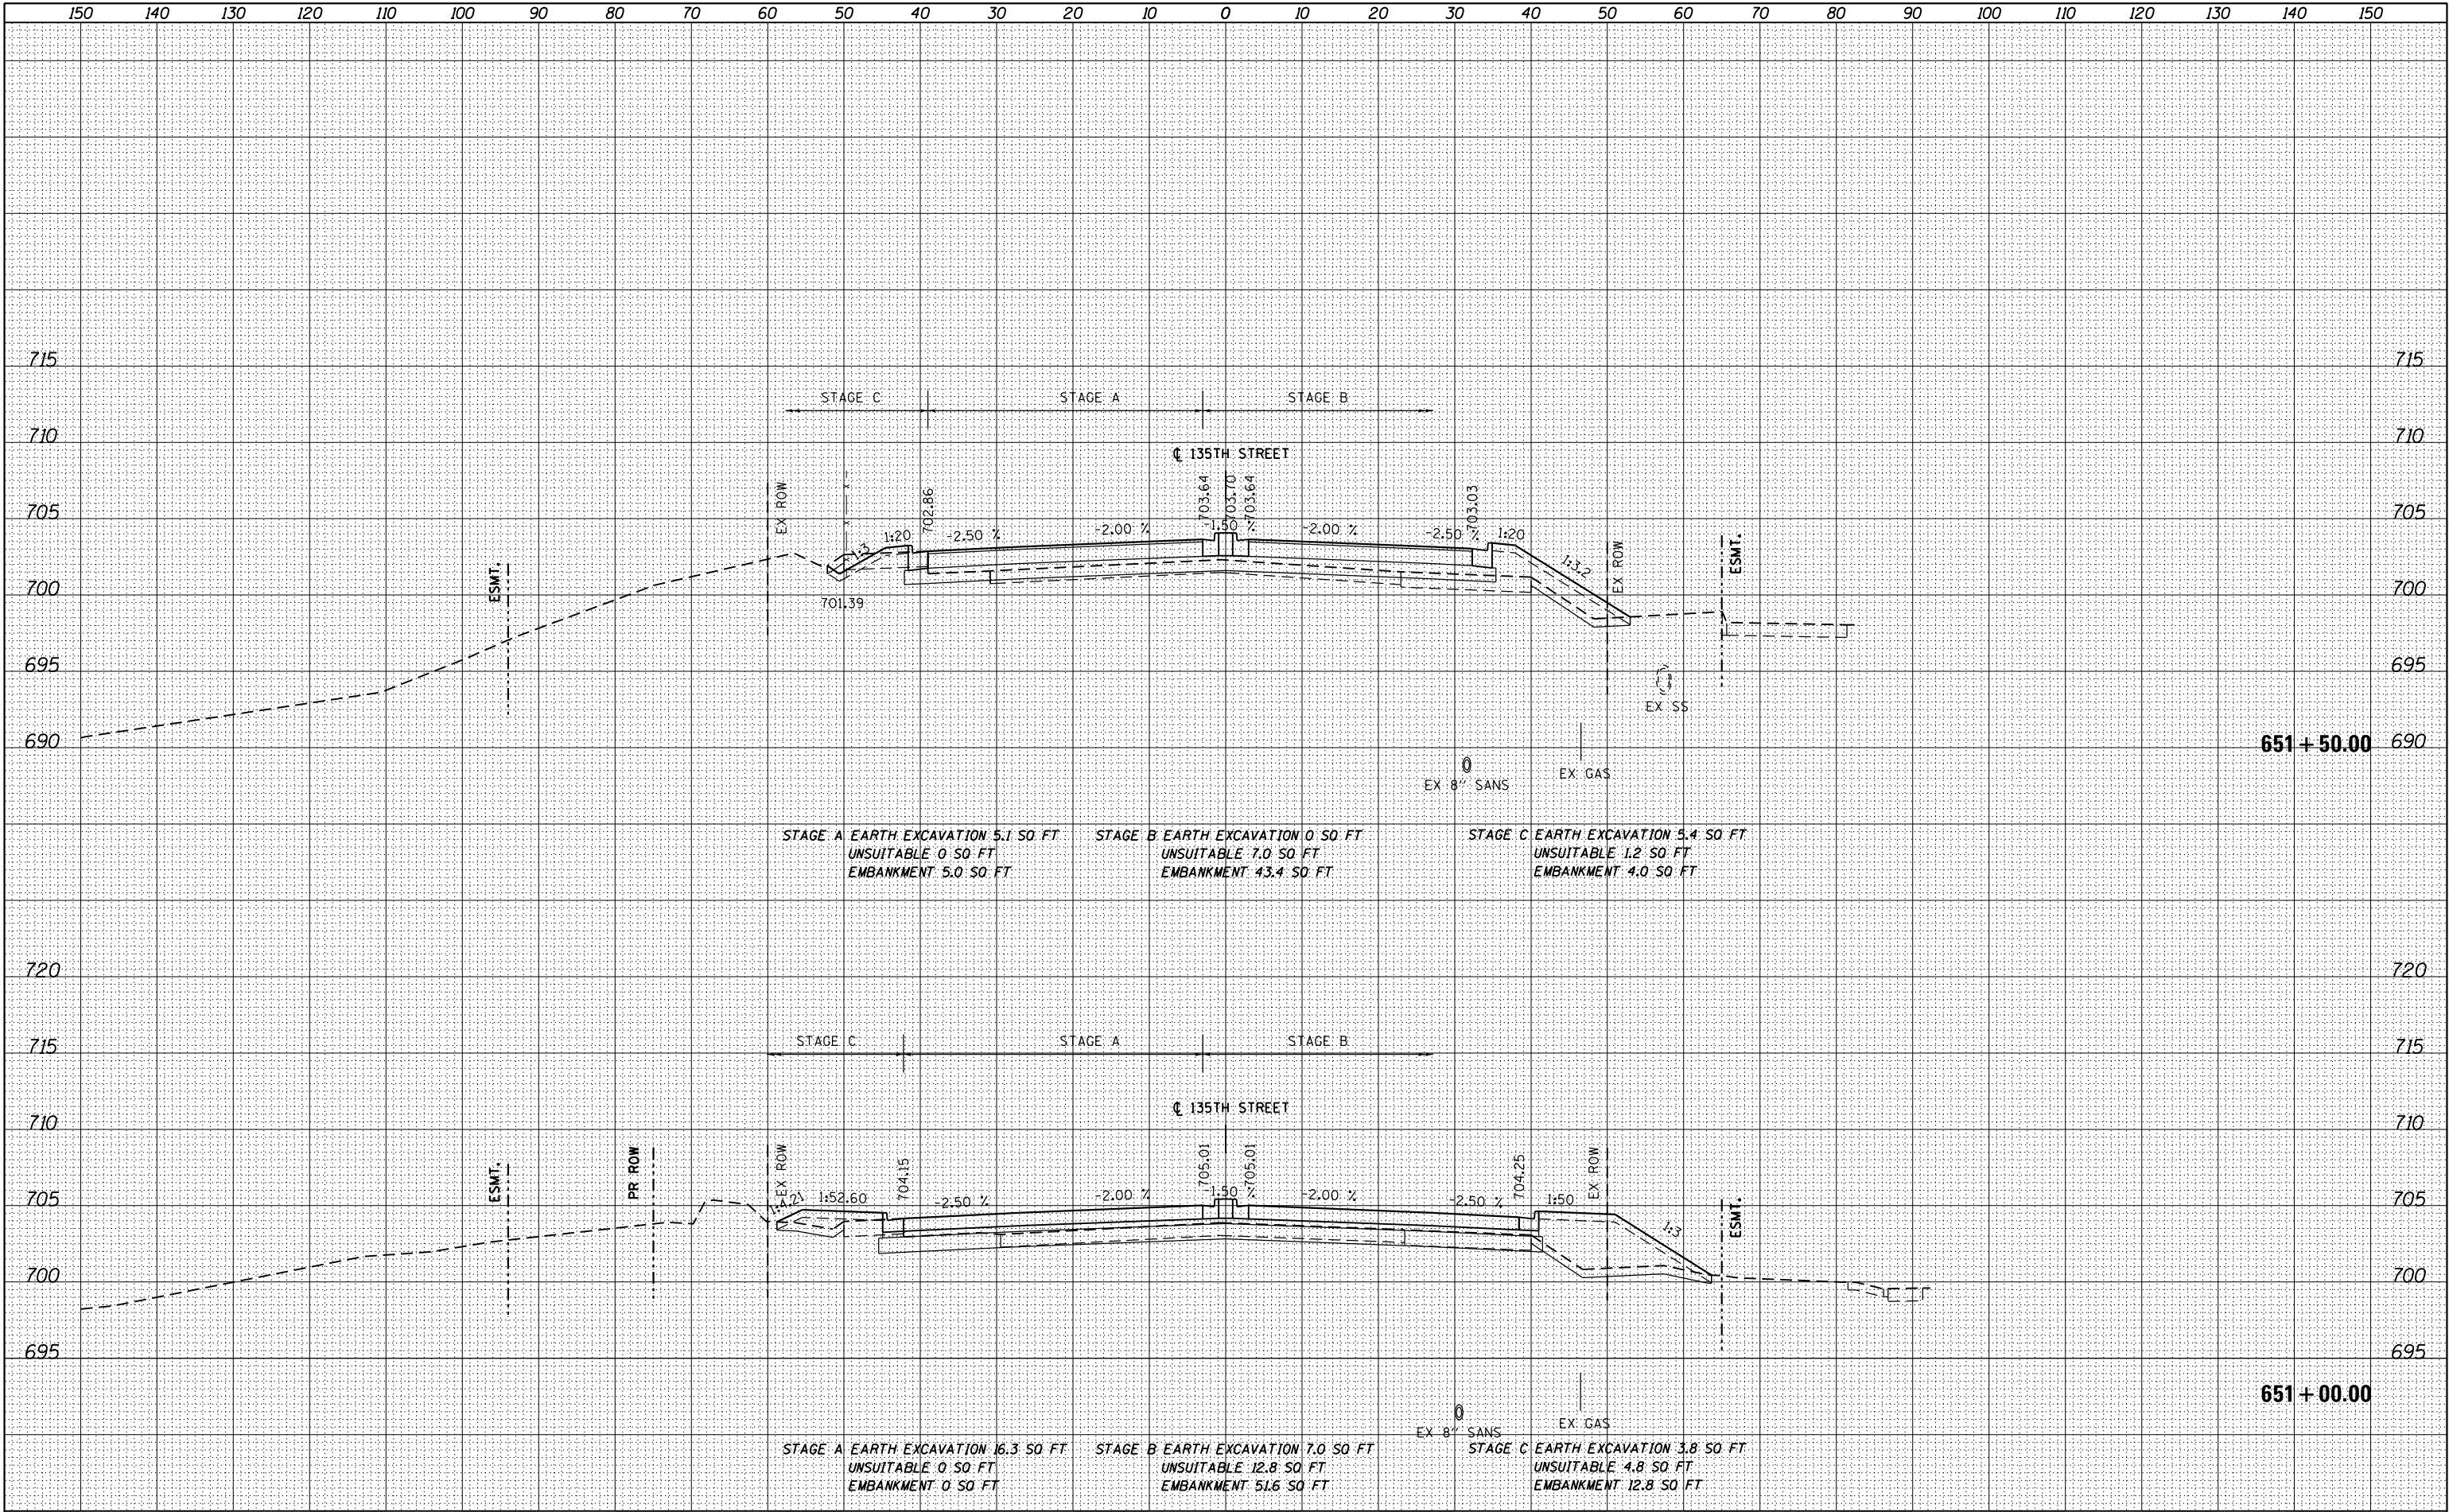 150 140 130 120 110 100 90 80 70 60 50 40 30 20 10 0 10 20 30 40 50 60 70 80 90 100 110 120 130 140 150
715 715
STAGE C STAGE A STAGE B
710 710
℄ 135TH STREET
705 EX ROW 702.86 703.64 703.70 703.64 703.03 705
1:3 1:20 -2.50 % -2.00 % -1.50 % -2.00 % -2.50 % 1:20
ESMT. x x 1:3.2 EX ROW ESMT.
700 701.39 700
695 695
EX SS
690 651+50.00 690
EX 8" SANS EX GAS
STAGE A EARTH EXCAVATION 5.1 SQ FT STAGE B EARTH EXCAVATION 0 SQ FT STAGE C EARTH EXCAVATION 5.4 SQ FT
UNSUITABLE 0 SQ FT UNSUITABLE 7.0 SQ FT UNSUITABLE 1.2 SQ FT
EMBANKMENT 5.0 SQ FT EMBANKMENT 43.4 SQ FT EMBANKMENT 4.0 SQ FT
720 720
715 715
STAGE C STAGE A STAGE B
710 710
℄ 135TH STREET
ESMT. PR ROW EX ROW 704.15 705.01 705.01 704.25 EX ROW ESMT.
705 1:4.21 1:52.60 -2.50 % -2.00 % -1.50 % -2.00 % -2.50 % 1:50 705
1:3
700 700
695 695
651+00.00
EX 8" SANS EX GAS
STAGE A EARTH EXCAVATION 16.3 SQ FT STAGE B EARTH EXCAVATION 7.0 SQ FT STAGE C EARTH EXCAVATION 3.8 SQ FT
UNSUITABLE 0 SQ FT UNSUITABLE 12.8 SQ FT UNSUITABLE 4.8 SQ FT
EMBANKMENT 0 SQ FT EMBANKMENT 51.6 SQ FT EMBANKMENT 12.8 SQ FT